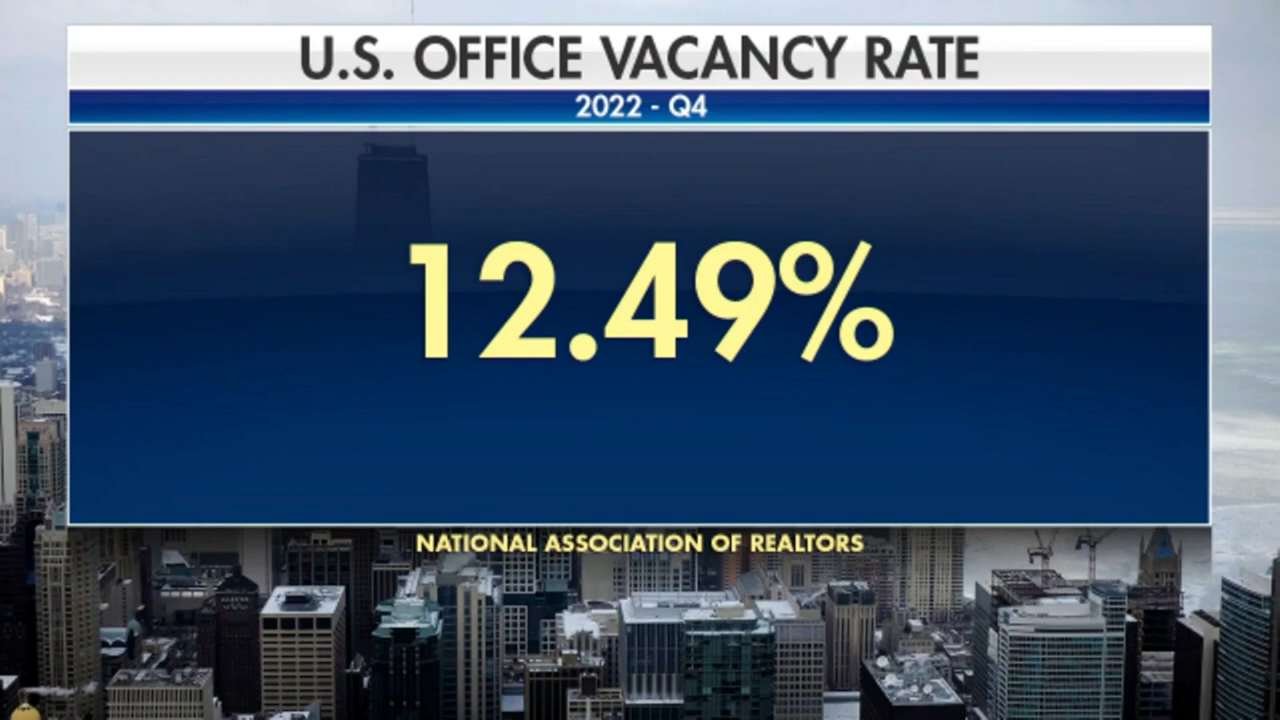 U.S. OFFICE VACANCY RATE
2022 - Q4
12.49%
NATIONAL ASSOCIATION OF REALTORS